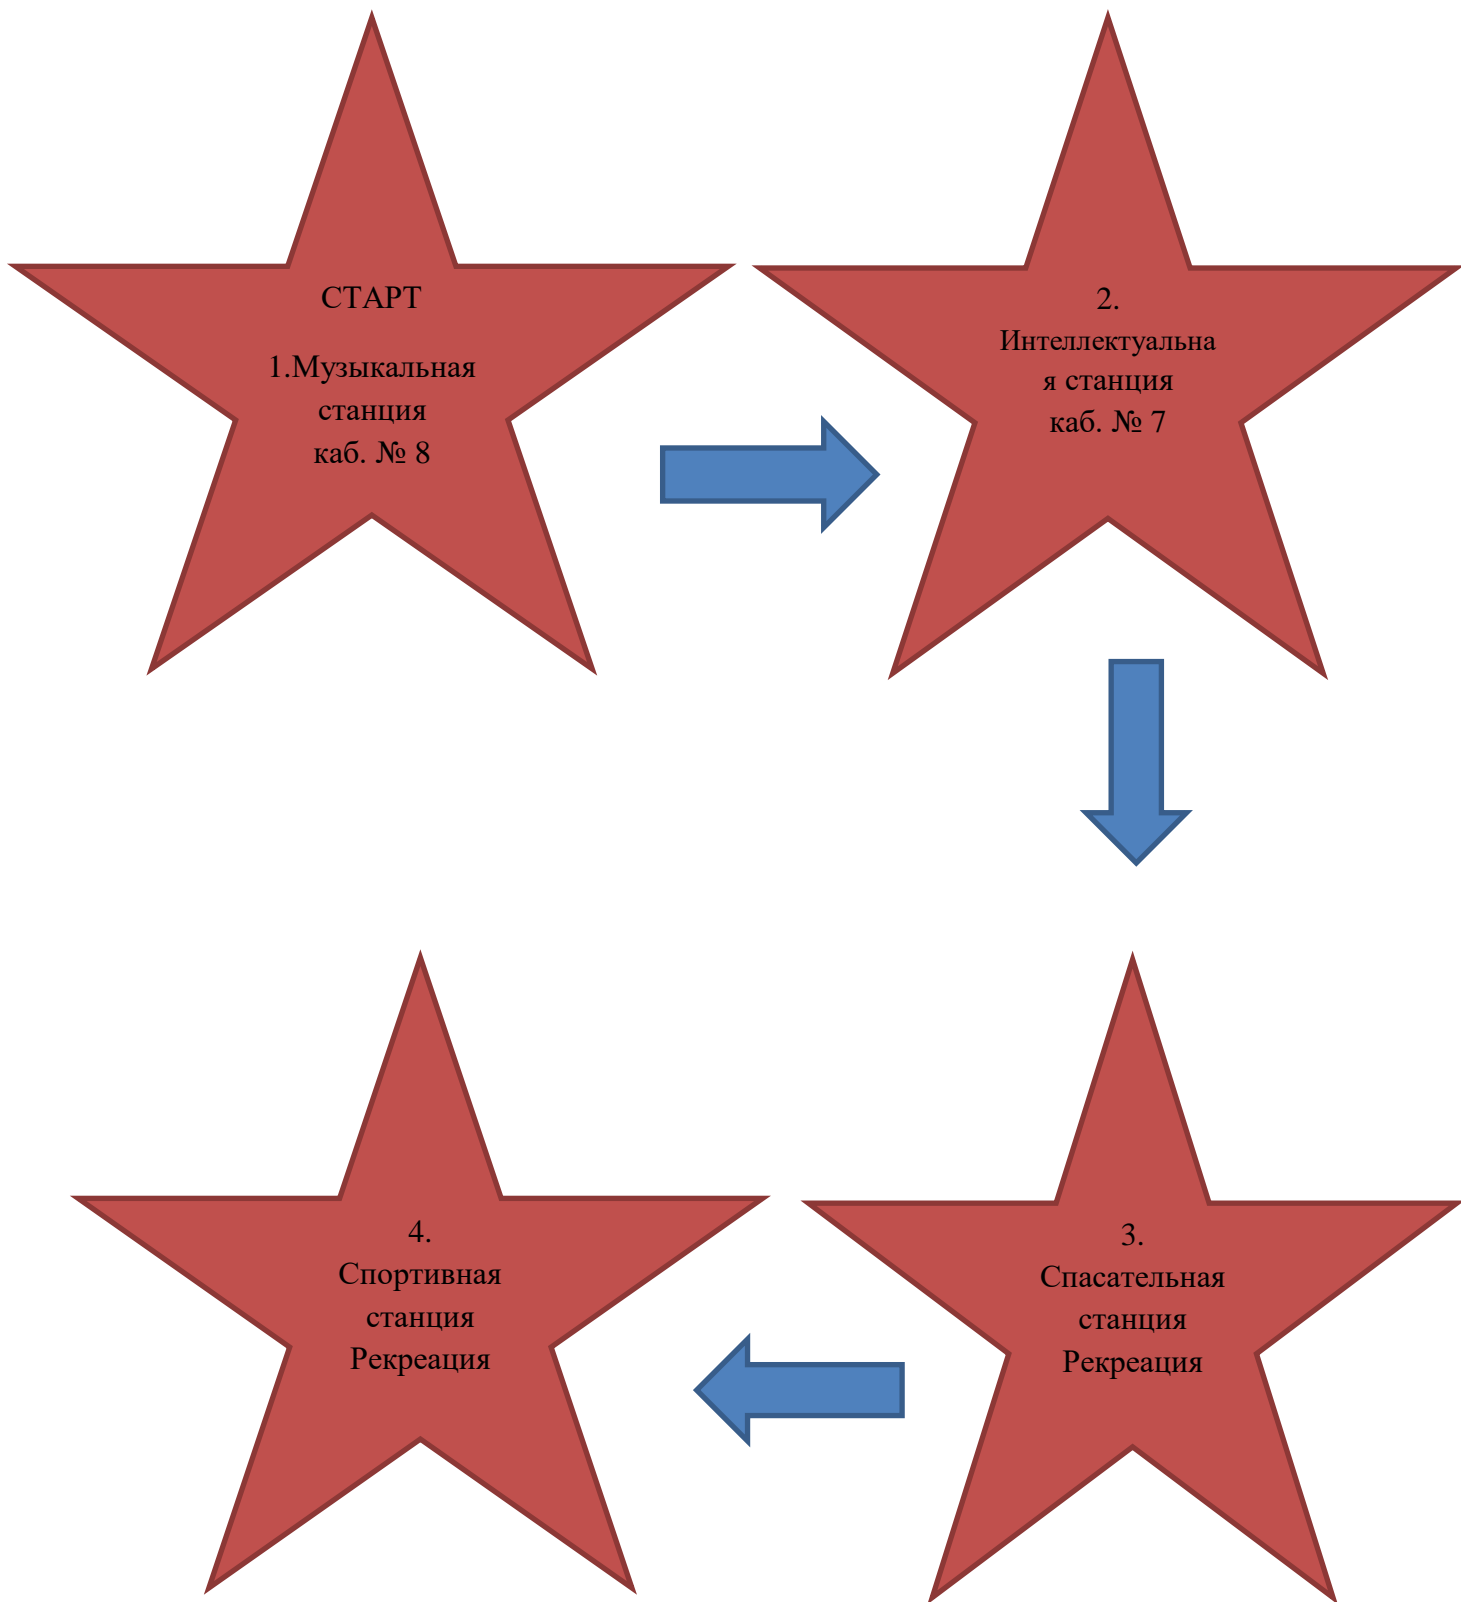 СТАРТ
1.Музыкальная
станция
каб. № 8
2.
Интеллектуальна
я станция
каб. № 7
3.
Спасательная
станция
Рекреация
4.
Спортивная
станция
Рекреация